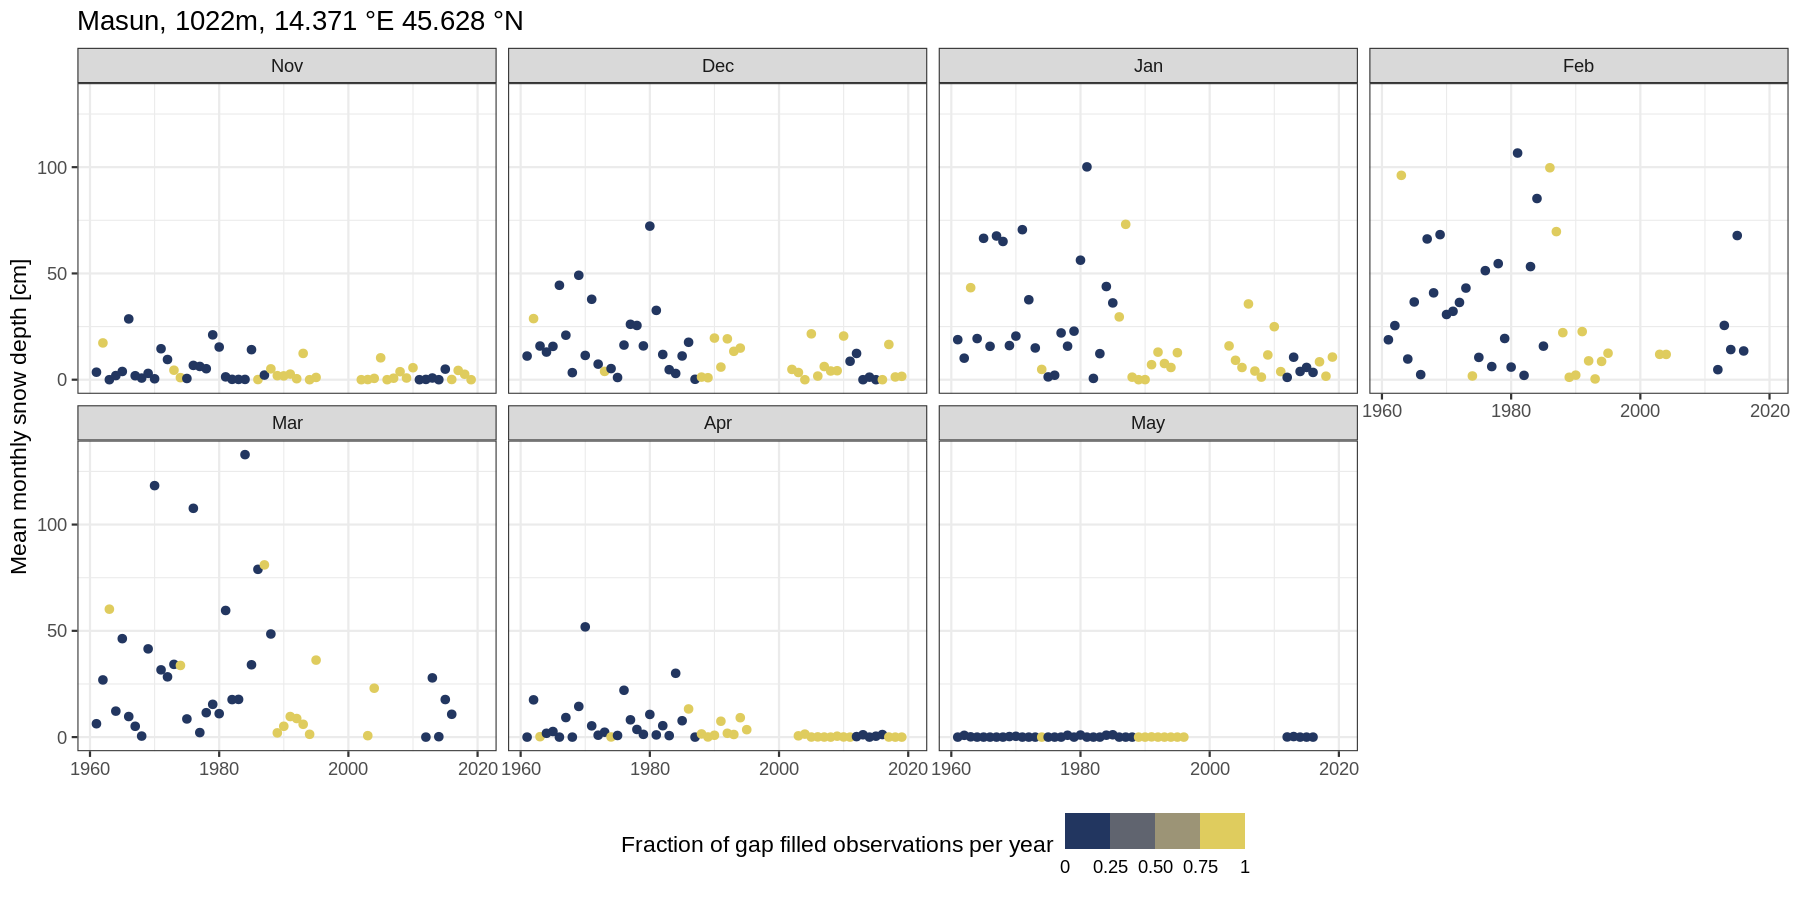 Masun, 1022m, 14.371 °E 45.628 °N
Nov Dec Jan Feb
100
50
0
1960 1980 2000 2020
Mean monthly snow depth [cm]
Mar Apr May
100
50
0
1960 1980 2000 2020 1960 1980 2000 2020 1960 1980 2000 2020
Fraction of gap filled observations per year
0 0.25 0.50 0.75 1